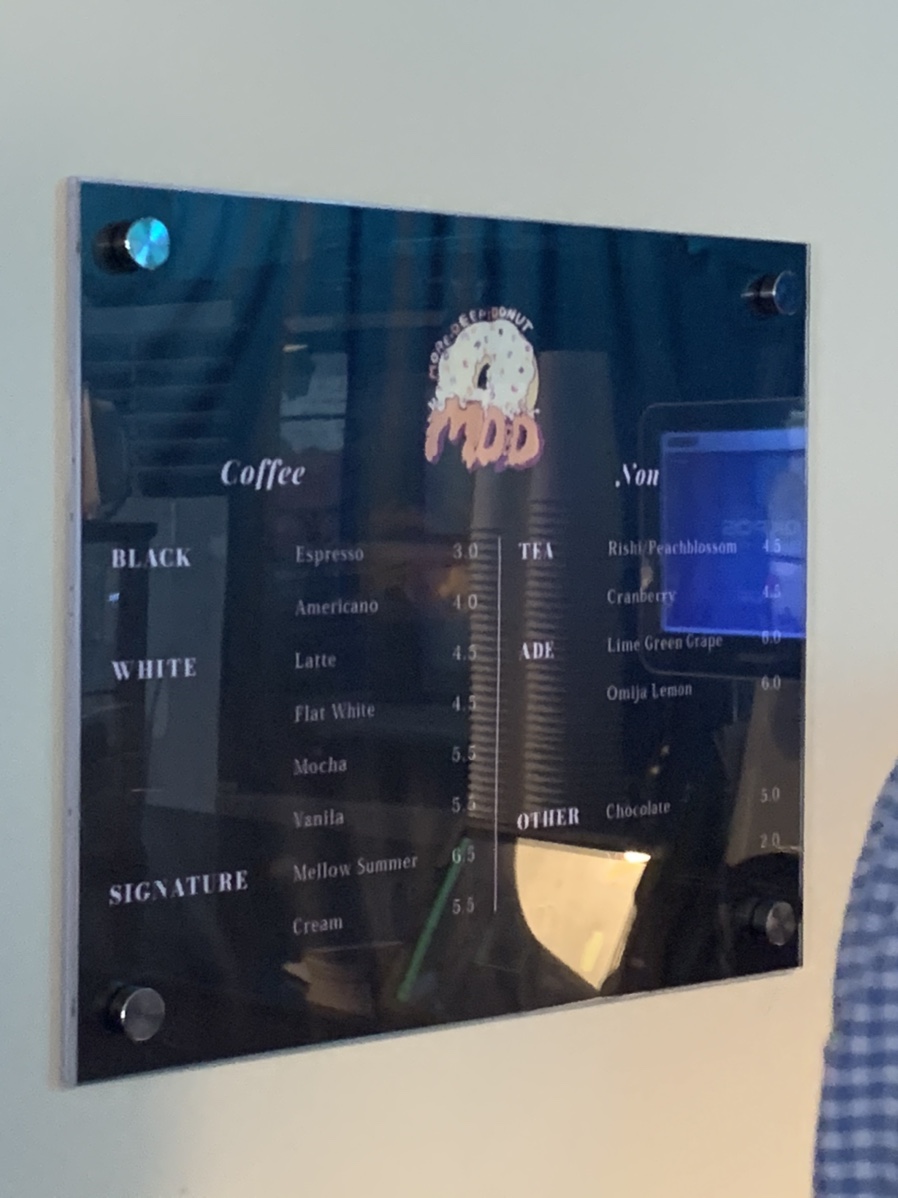 MORE.DEEP.DONUT
MDD
Coffee
BLACK Espresso 3.0
Americano 4.0
WHITE Latte 4.5
Flat White 4.5
Mocha 5.5
Vanila 5.5
SIGNATURE Mellow Summer 6.5
Cream 5.5
Non
TEA Rishi Peachblossom 4.5
Cranberry 4.5
ADE Lime Green Grape 6.0
Omija Lemon 6.0
OTHER Chocolate 5.0
2.0